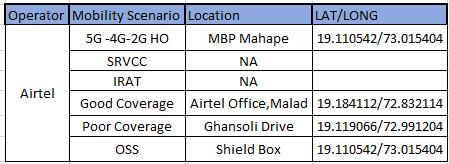 Operator Mobility Scenario Location LAT/LONG
5G -4G-2G HO MBP Mahape 19.110542/73.015404
SRVCC NA
IRAT NA
Airtel
Good Coverage Airtel Office,Malad 19.184112/72.832114
Poor Coverage Ghansoli Drive 19.119066/72.991204
OSS Shield Box 19.110542/73.015404